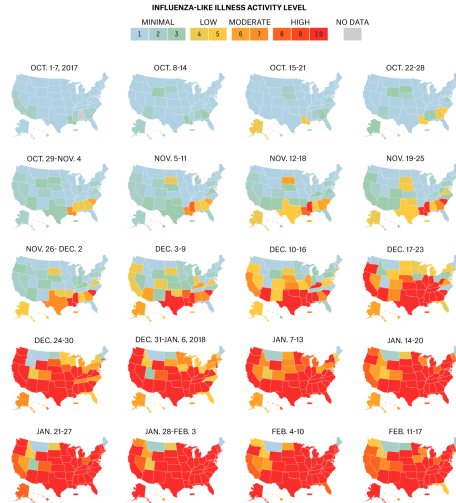 INFLUENZA-LIKE ILLNESS ACTIVITY LEVEL
MINIMAL LOW MODERATE HIGH NO DATA
1 2 3 4 5 6 7 8 9 10
OCT. 1-7, 2017 OCT. 8-14 OCT. 15-21 OCT. 22-28
OCT. 29-NOV. 4 NOV. 5-11 NOV. 12-18 NOV. 19-25
NOV. 26- DEC. 2 DEC. 3-9 DEC. 10-16 DEC. 17-23
DEC. 24-30 DEC. 31-JAN. 6, 2018 JAN. 7-13 JAN. 14-20
JAN. 21-27 JAN. 28-FEB. 3 FEB. 4-10 FEB. 11-17